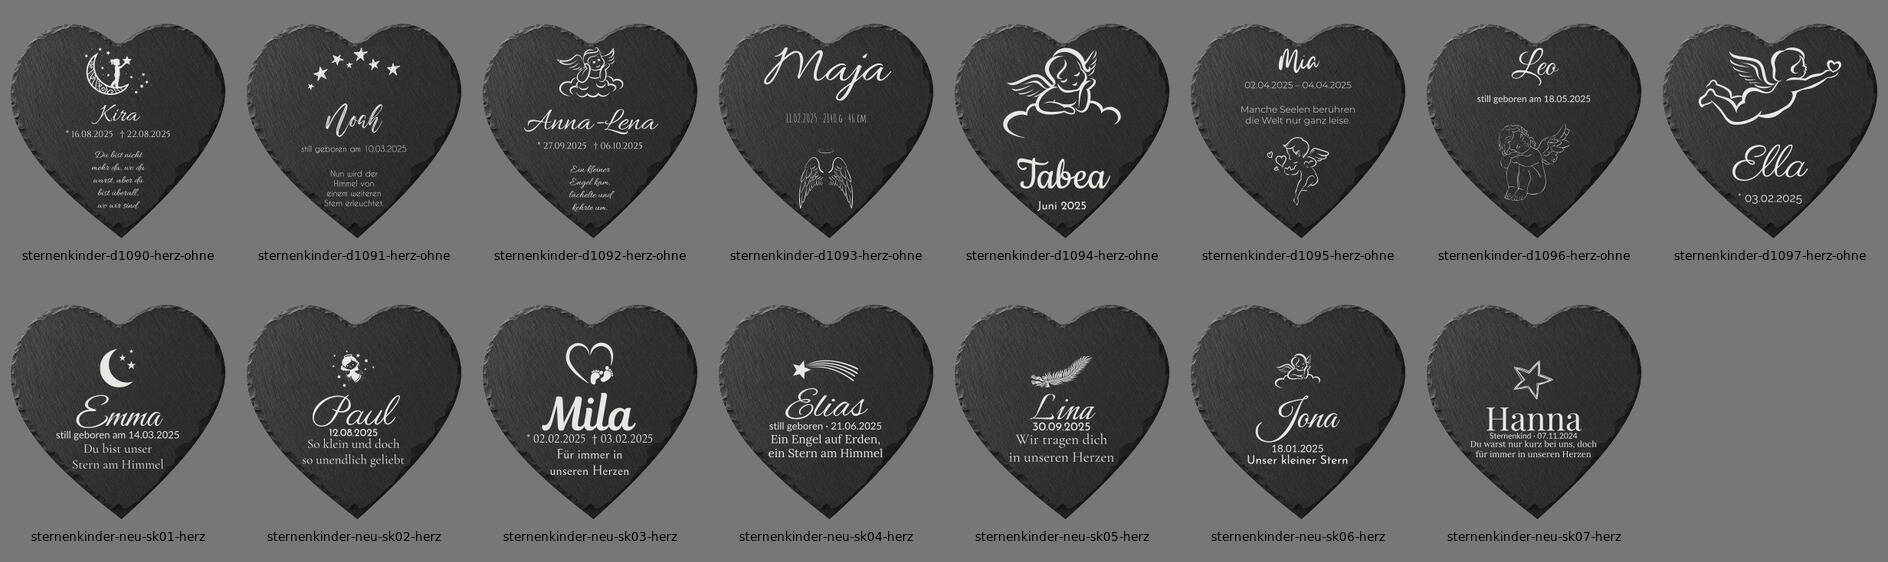 Kira
* 16.08.2025 † 22.08.2025
Du bist nicht
mehr da, wo du
warst, aber du
bist überall,
wo wir sind.
sternenkinder-d1090-herz-ohne
Noah
still geboren am 10.03.2025
Nun wird der
Himmel von
einem weiteren
Stern erleuchtet.
sternenkinder-d1091-herz-ohne
Anna-Lena
* 27.09.2025 † 06.10.2025
Ein kleiner
Engel kam,
lächelte und
kehrte um.
sternenkinder-d1092-herz-ohne
Maja
11.02.2025 · 2140 g · 46 cm
sternenkinder-d1093-herz-ohne
Tabea
Juni 2025
sternenkinder-d1094-herz-ohne
Mia
02.04.2025 – 04.04.2025
Manche Seelen berühren
die Welt nur ganz leise.
sternenkinder-d1095-herz-ohne
Leo
still geboren am 18.05.2025
sternenkinder-d1096-herz-ohne
Ella
* 03.02.2025
sternenkinder-d1097-herz-ohne
Emma
still geboren am 14.03.2025
Du bist unser
Stern am Himmel
sternenkinder-neu-sk01-herz
Paul
12.08.2025
So klein und doch
so unendlich geliebt
sternenkinder-neu-sk02-herz
Mila
* 02.02.2025 † 03.02.2025
Für immer in
unseren Herzen
sternenkinder-neu-sk03-herz
Elias
still geboren · 21.06.2025
Ein Engel auf Erden,
ein Stern am Himmel
sternenkinder-neu-sk04-herz
Lina
30.09.2025
Wir tragen dich
in unseren Herzen
sternenkinder-neu-sk05-herz
Jona
18.01.2025
Unser kleiner Stern
sternenkinder-neu-sk06-herz
Hanna
Sternenkind · 07.11.2024
Du warst nur kurz bei uns, doch
für immer in unseren Herzen
sternenkinder-neu-sk07-herz